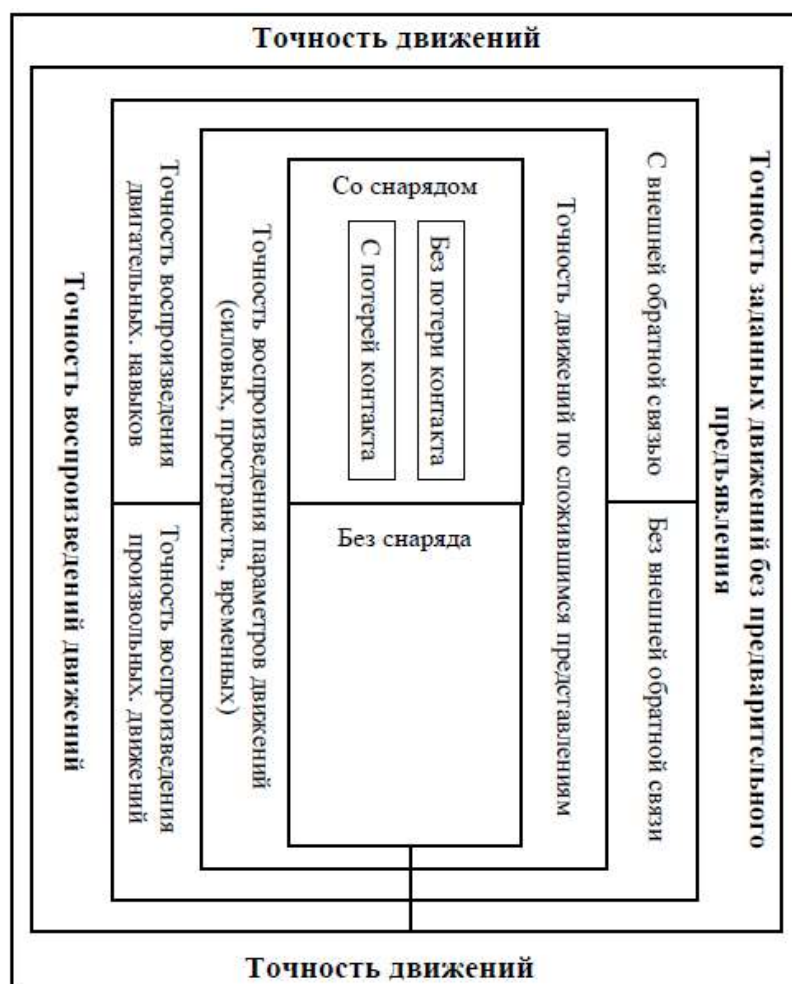 Точность движений
Точность воспроизведений движений
Точность воспроизведения
двигательных. навыков
Точность воспроизведения
произвольных. движений
Точность воспроизведения параметров движений
(силовых, пространств., временных)
Со снарядом
С потерей контакта
Без потери контакта
Без снаряда
Точность движений по сложившимся представлениям
С внешней обратной связью
Без внешней обратной связи
Точность заданных движений без предварительного
предъявления
Точность движений